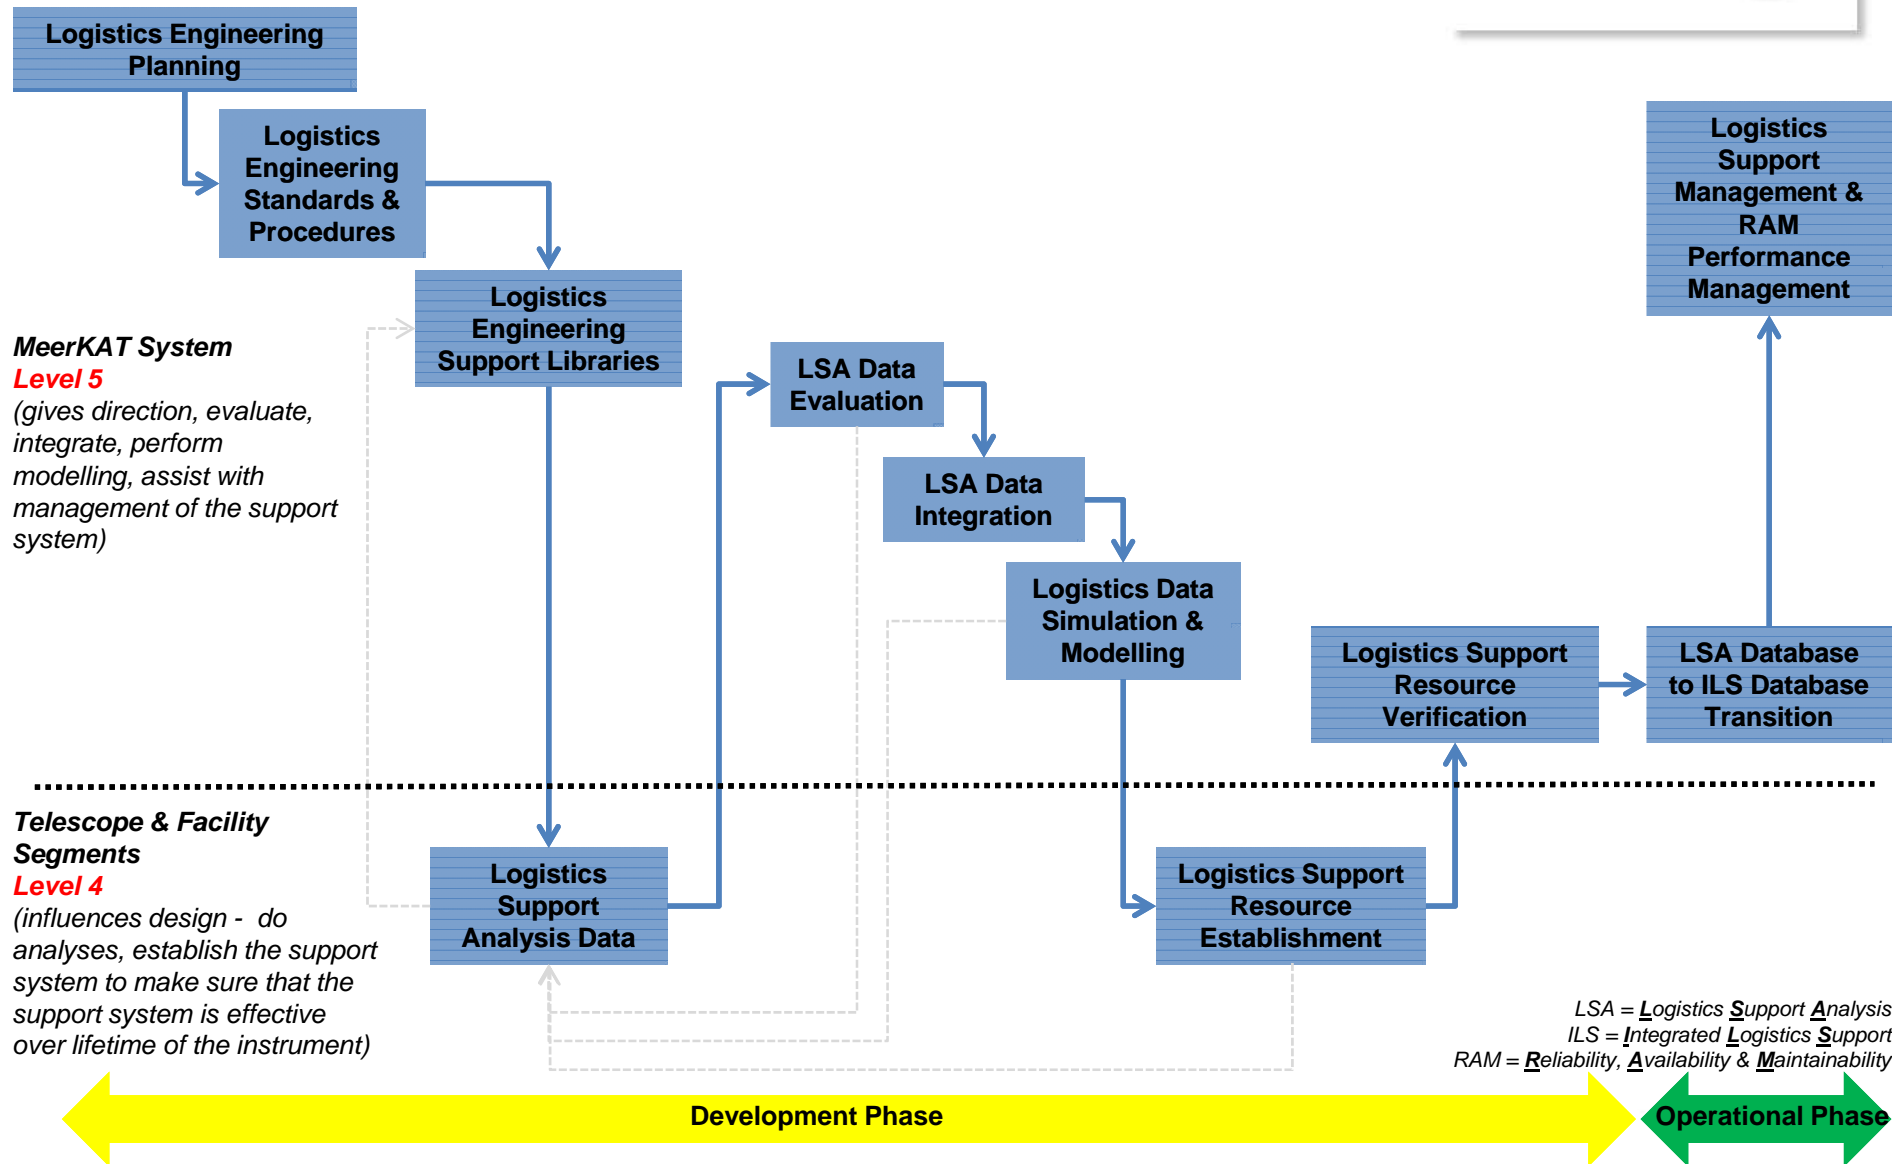 Logistics Engineering
Planning
Logistics
Engineering
Standards &
Procedures
Logistics
Engineering
Support Libraries
MeerKAT System
Level 5
(gives direction, evaluate,
integrate, perform
modelling, assist with
management of the support
system)
LSA Data
Evaluation
LSA Data
Integration
Logistics Data
Simulation &
Modelling
Logistics Support
Resource
Verification
LSA Database
to ILS Database
Transition
Logistics
Support
Management &
RAM
Performance
Management
Telescope & Facility
Segments
Level 4
(influences design - do
analyses, establish the support
system to make sure that the
support system is effective
over lifetime of the instrument)
Logistics
Support
Analysis Data
Logistics Support
Resource
Establishment
LSA = Logistics Support Analysis
ILS = Integrated Logistics Support
RAM = Reliability, Availability & Maintainability
Development Phase
Operational Phase